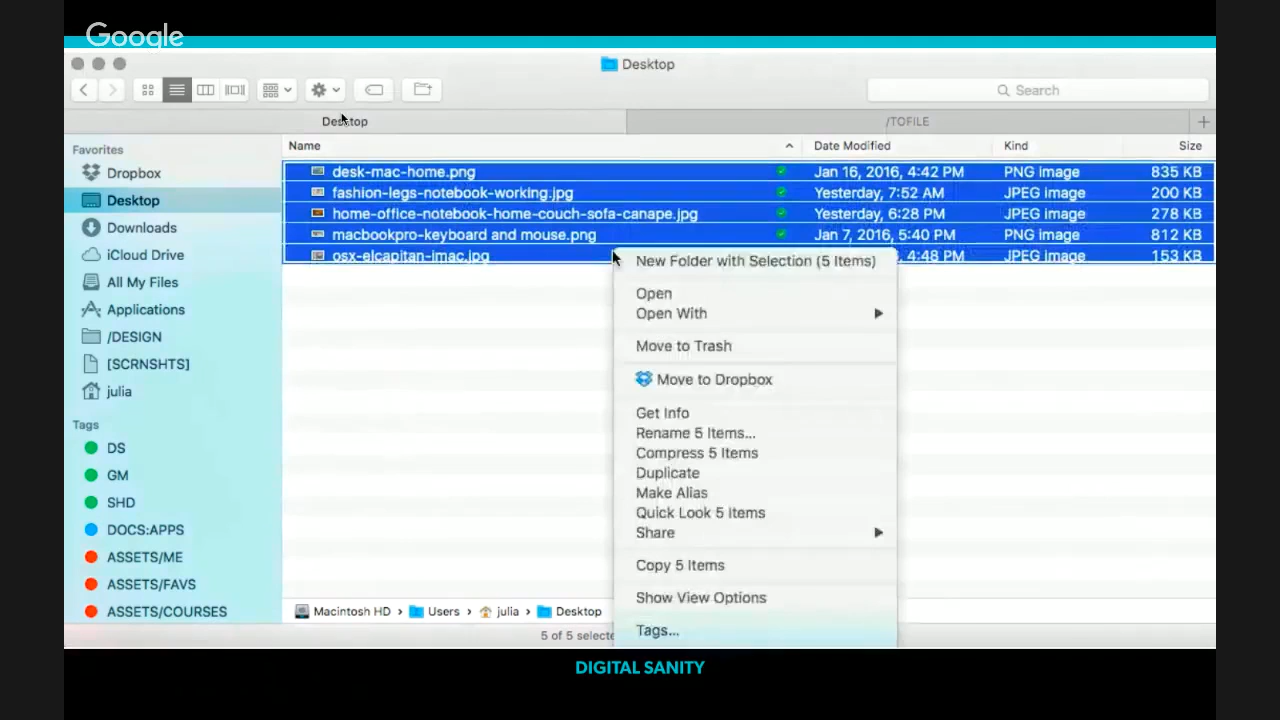 Google
Desktop
Search
Desktop
/TOFILE
+
Favorites
Dropbox
Desktop
Downloads
iCloud Drive
All My Files
Applications
/DESIGN
[SCRNSHTS]
julia
Tags
DS
GM
SHD
DOCS:APPS
ASSETS/ME
ASSETS/FAVS
ASSETS/COURSES
Name Date Modified Kind Size
desk-mac-home.png Jan 16, 2016, 4:42 PM PNG image 835 KB
fashion-legs-notebook-working.jpg Yesterday, 7:52 AM JPEG image 200 KB
home-office-notebook-home-couch-sofa-canape.jpg Yesterday, 6:28 PM JPEG image 278 KB
macbookpro-keyboard and mouse.png Jan 7, 2016, 5:40 PM PNG image 812 KB
osx-elcapitan-imac.jpg 4:48 PM JPEG image 153 KB
New Folder with Selection (5 Items)
Open
Open With
Move to Trash
Move to Dropbox
Get Info
Rename 5 Items...
Compress 5 Items
Duplicate
Make Alias
Quick Look 5 Items
Share
Copy 5 Items
Show View Options
Tags...
Macintosh HD › Users › julia › Desktop
5 of 5 selecte
DIGITAL SANITY